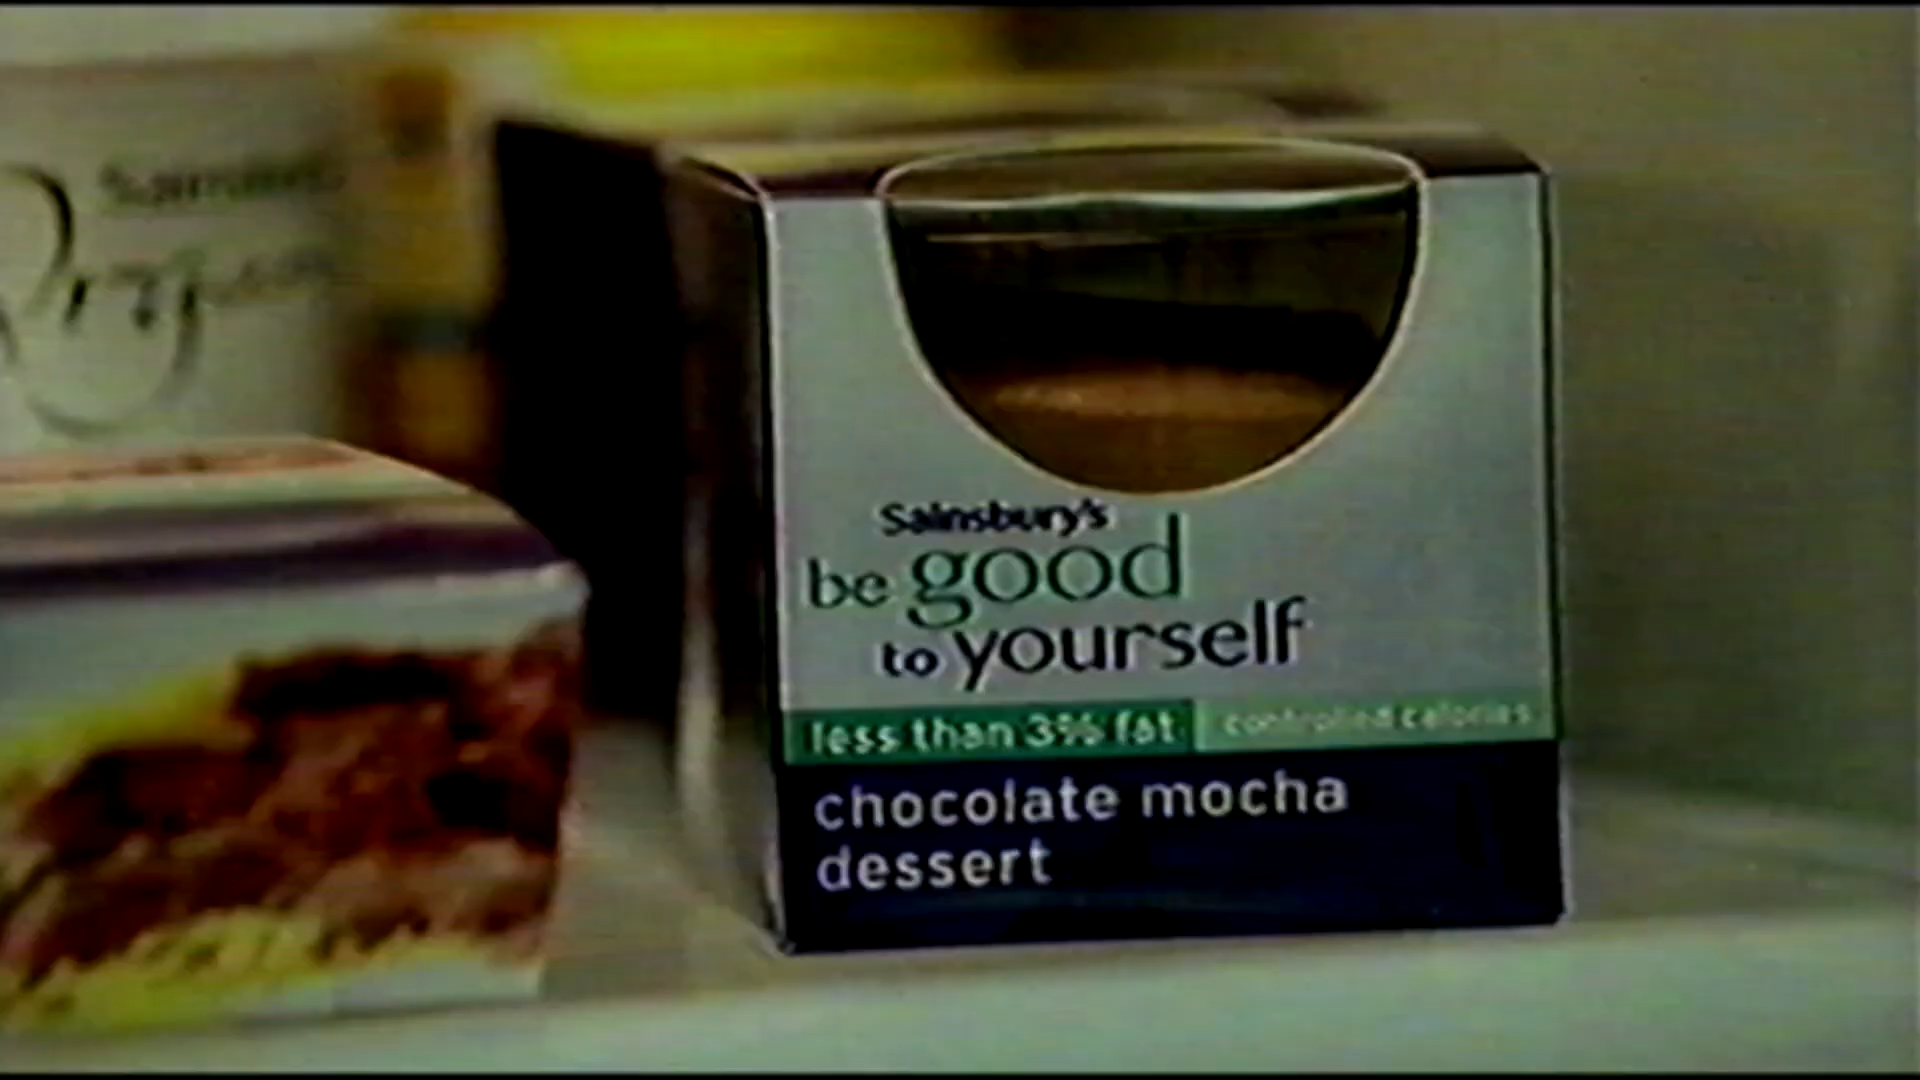 Sainsbury's
be good
to yourself
less than 3% fat controlled calories
chocolate mocha
dessert